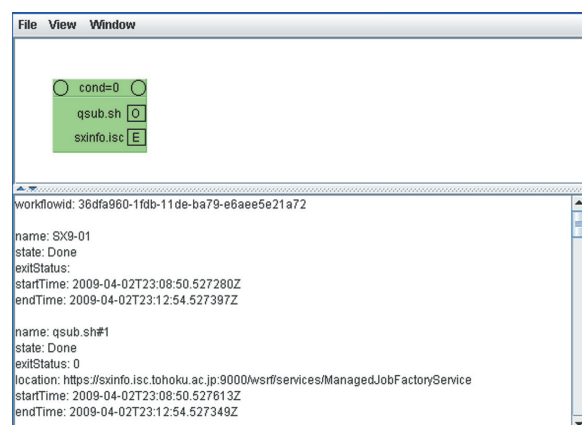 File View Window
cond=0
qsub.sh O
sxinfo.isc E
workflowid: 36dfa960-1fdb-11de-ba79-e6aee5e21a72
name: SX9-01
state: Done
exitStatus:
startTime: 2009-04-02T23:08:50.527280Z
endTime: 2009-04-02T23:12:54.527397Z
name: qsub.sh#1
state: Done
exitStatus: 0
location: https://sxinfo.isc.tohoku.ac.jp:9000/wsrf/services/ManagedJobFactoryService
startTime: 2009-04-02T23:08:50.527613Z
endTime: 2009-04-02T23:12:54.527349Z